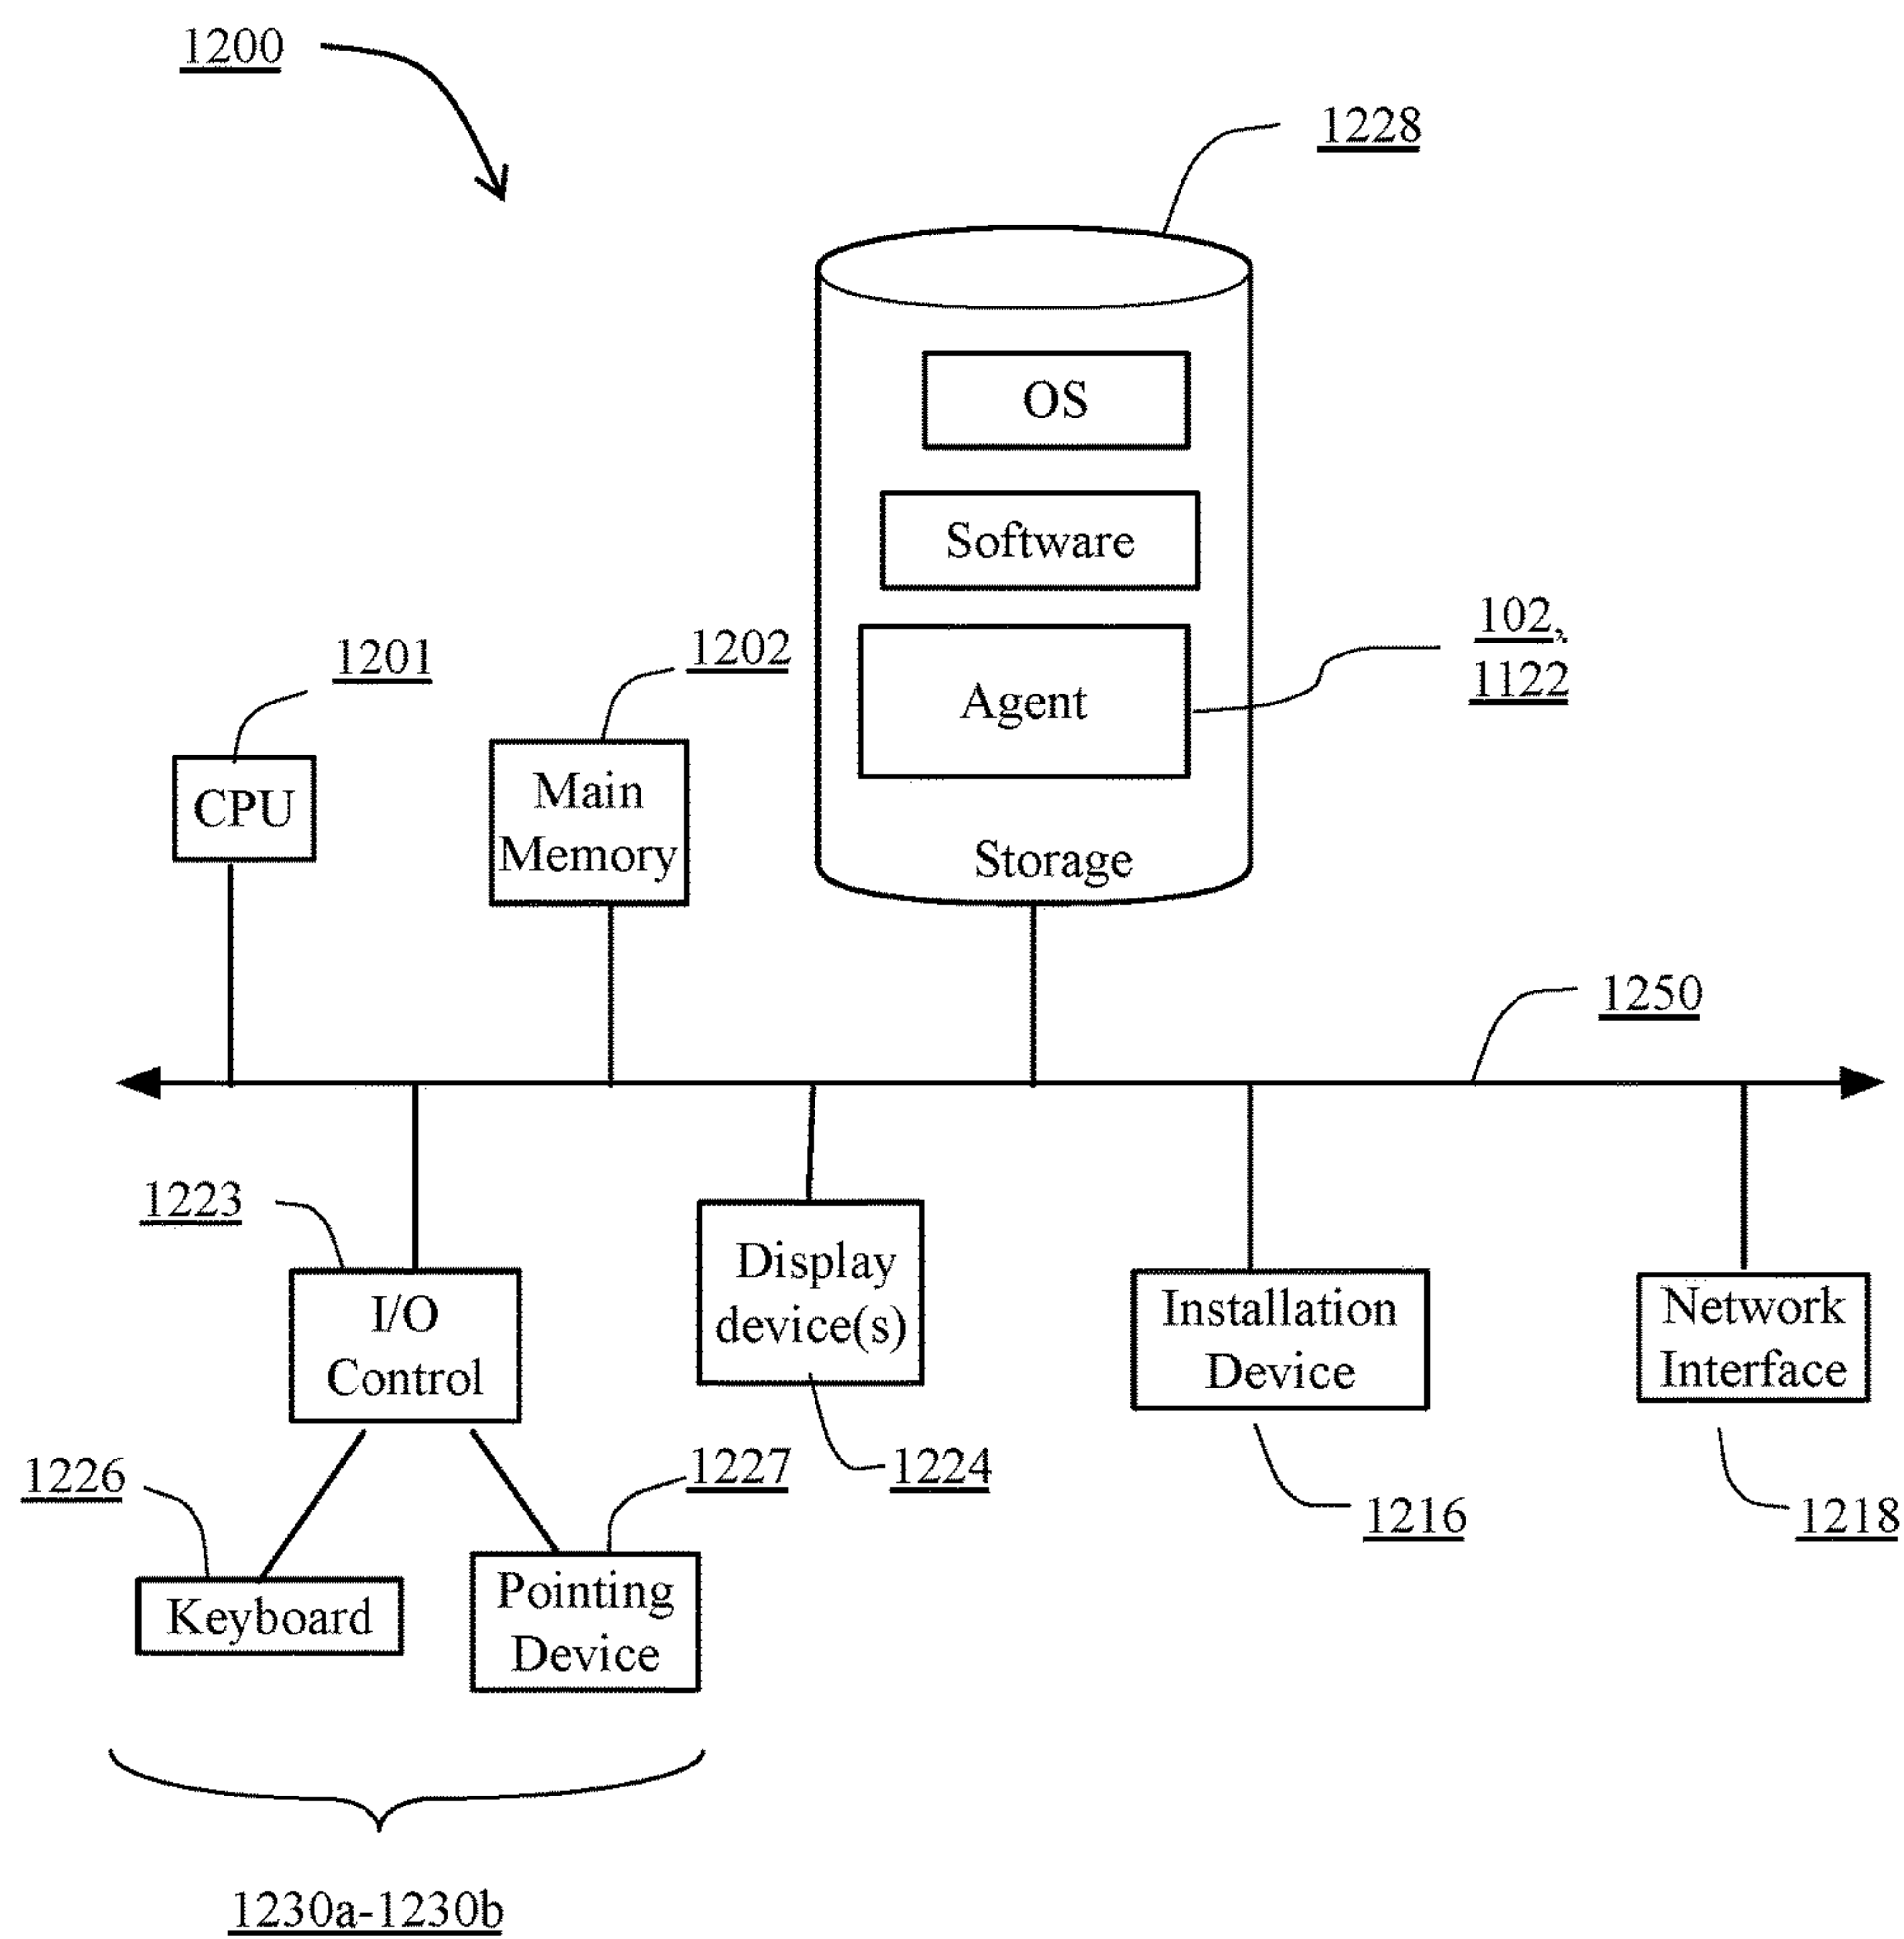 1200
1228
OS
Software
102,
1122
Agent
1202
1201
Main
Memory
CPU
Storage
1250
1223
Display
device(s)
I/O
Control
Installation
Device
Network
Interface
1226
1227
1224
1216
1218
Keyboard
Pointing
Device
1230a-1230b